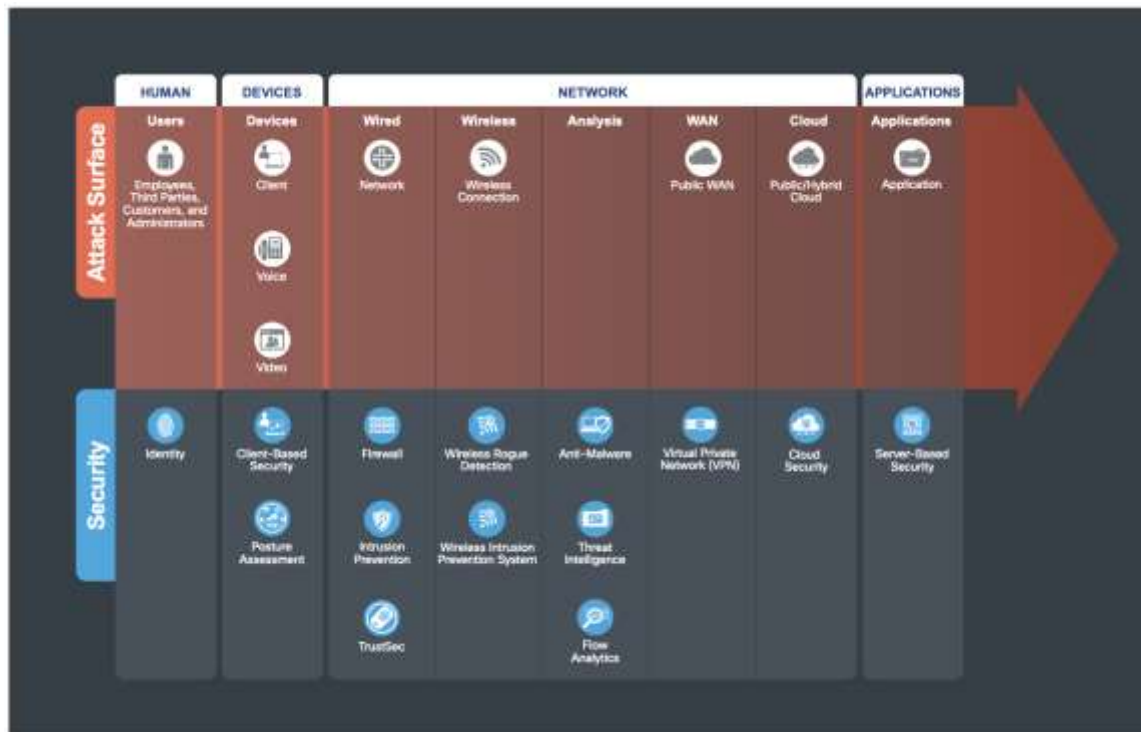 HUMAN
DEVICES
NETWORK
APPLICATIONS
Attack Surface
Users
Devices
Wired
Wireless
Analysis
WAN
Cloud
Applications
Employees,
Third Parties,
Customers, and
Administrators
Client
Network
Wireless
Connection
Public WAN
Public/Hybrid
Cloud
Application
Voice
Video
Security
Identity
Client-Based
Security
Firewall
Wireless Rogue
Detection
Anti-Malware
Virtual Private
Network (VPN)
Cloud
Security
Server-Based
Security
Posture
Assessment
Intrusion
Prevention
Wireless Intrusion
Prevention System
Threat
Intelligence
TrustSec
Flow
Analytics